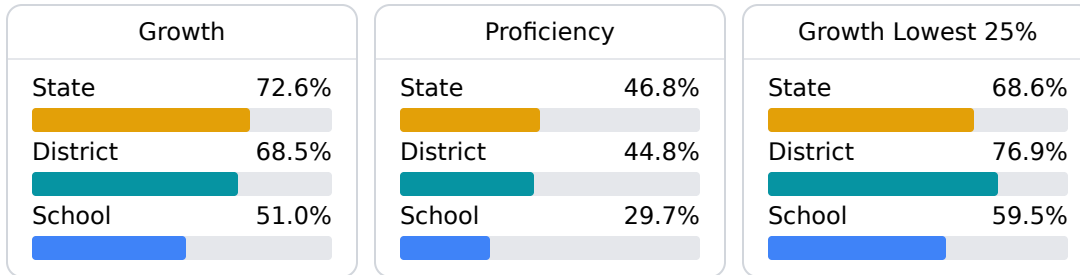 Growth
State 72.6%
District 68.5%
School 51.0%
Proficiency
State 46.8%
District 44.8%
School 29.7%
Growth Lowest 25%
State 68.6%
District 76.9%
School 59.5%